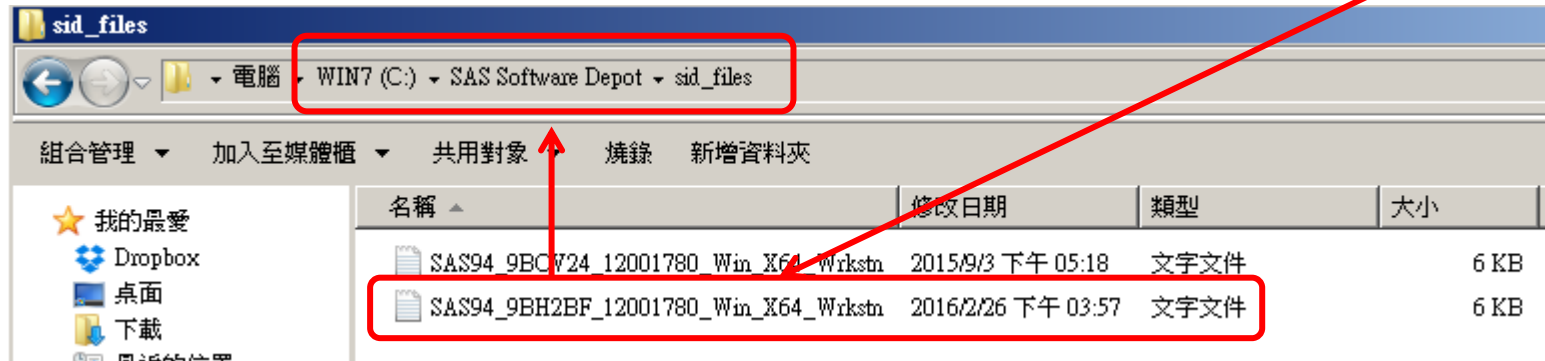 sid_files
電腦 WIN7 (C:) SAS Software Depot sid_files
組合管理 加入至媒體櫃 共用對象 燒錄 新增資料夾
名稱 修改日期 類型 大小
我的最愛
Dropbox
桌面
下載
SAS94_9BCV24_12001780_Win_X64_Wrkstn 2015/9/3 下午 05:18 文字文件 6 KB
SAS94_9BH2BF_12001780_Win_X64_Wrkstn 2016/2/26 下午 03:57 文字文件 6 KB